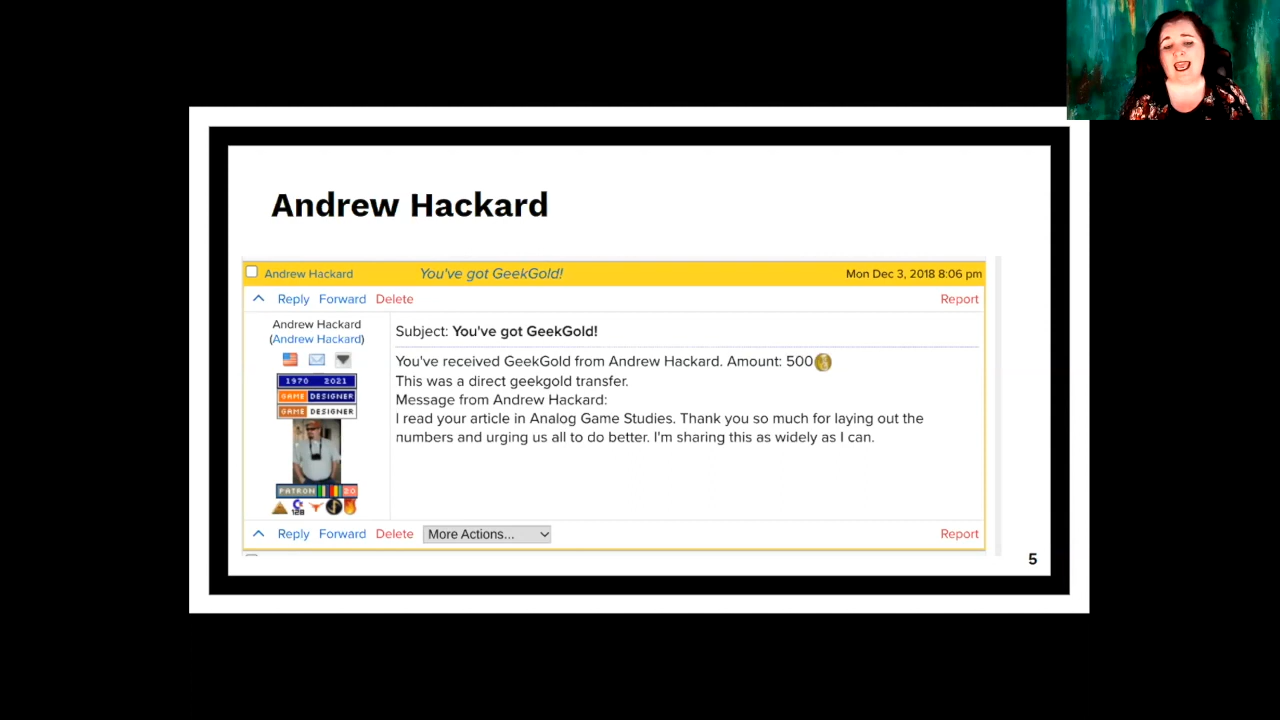 Andrew Hackard
Andrew Hackard You've got GeekGold! Mon Dec 3, 2018 8:06 pm
Reply Forward Delete Report
Andrew Hackard
(Andrew Hackard)
Subject: You've got GeekGold!
1970 2021
GAME DESIGNER
GAME DESIGNER
You've received GeekGold from Andrew Hackard. Amount: 500
This was a direct geekgold transfer.
Message from Andrew Hackard:
I read your article in Analog Game Studies. Thank you so much for laying out the
numbers and urging us all to do better. I'm sharing this as widely as I can.
PATRON 20
128
Reply Forward Delete More Actions... Report
5